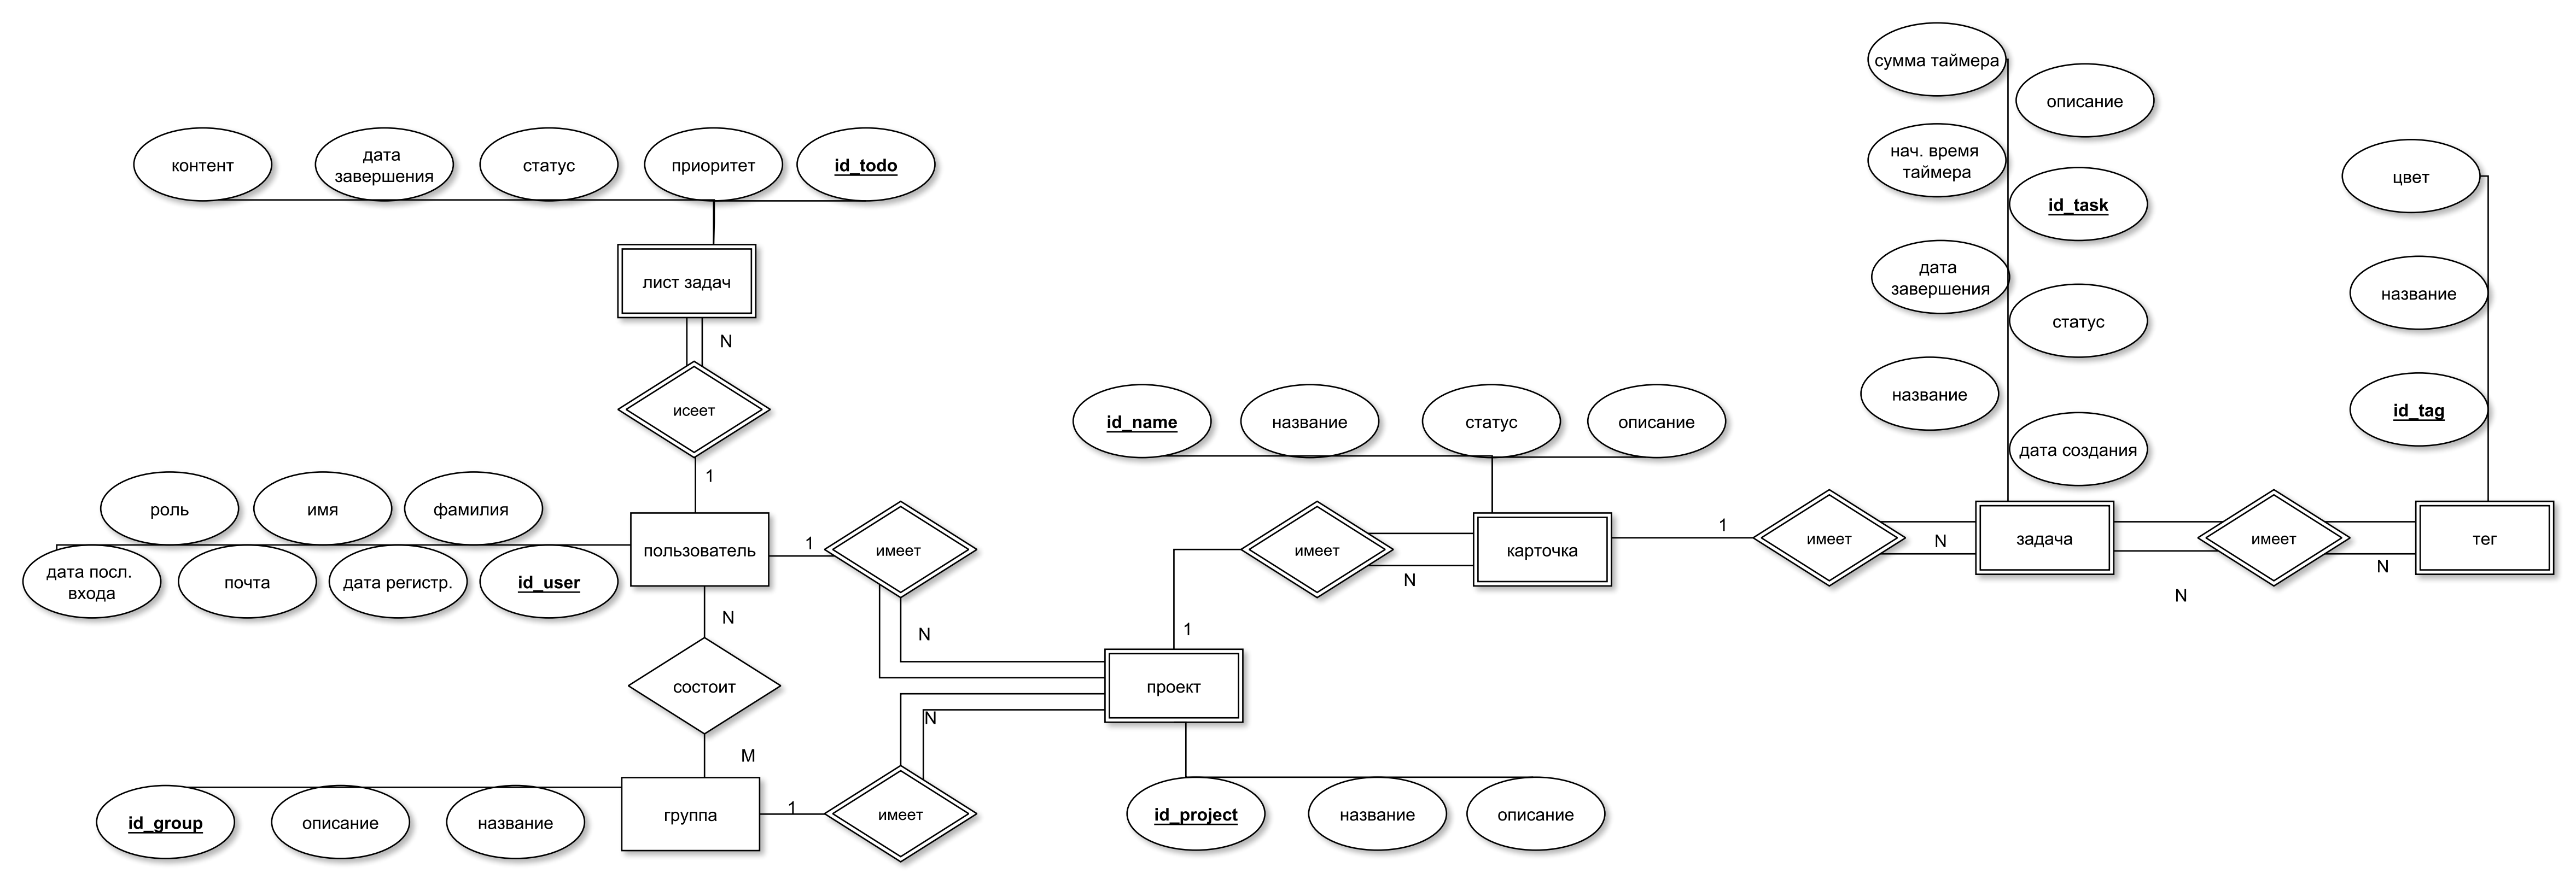 сумма таймера
описание
нач. время
таймера
id_task
дата
завершения
статус
название
дата создания
цвет
название
id_tag
контент
дата
завершения
статус
приоритет
id_todo
лист задач
N
исеет
1
роль
имя
фамилия
дата посл.
входа
почта
дата регистр.
id_user
пользователь
1
имеет
N
N
состоит
M
id_group
описание
название
группа
1
имеет
N
проект
1
id_project
название
описание
имеет
N
id_name
название
статус
описание
карточка
1
имеет
N
задача
N
имеет
N
тег